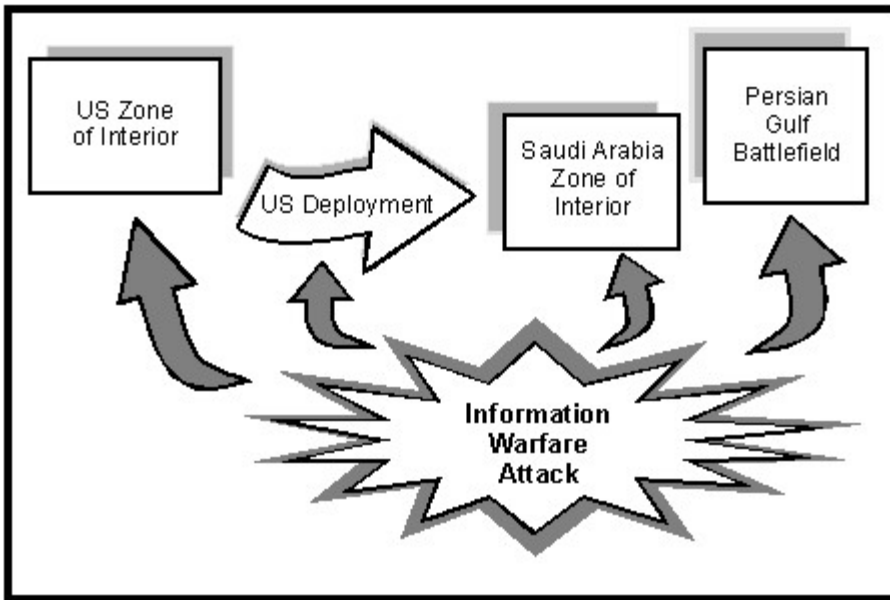 US Zone
of Interior
US Deployment
Saudi Arabia
Zone of
Interior
Persian
Gulf
Battlefield
Information
Warfare
Attack